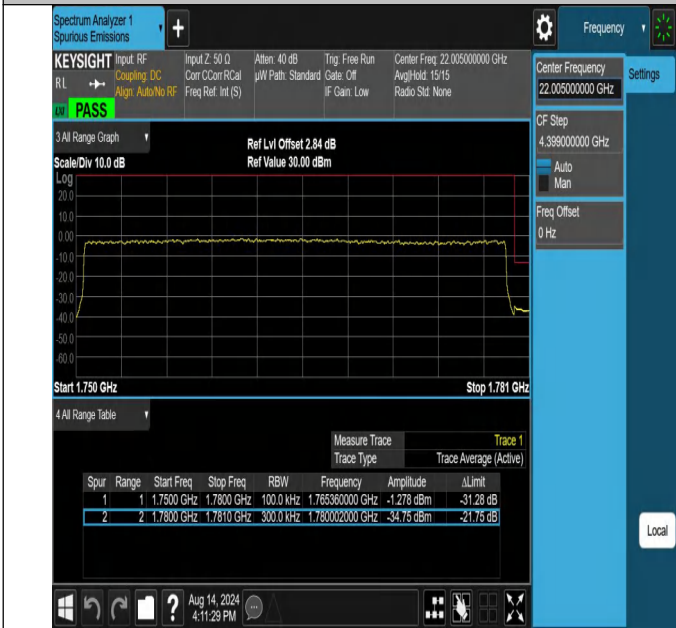 Spectrum Analyzer 1
Spurious Emissions
+
Frequency
KEYSIGHT Input: RF Input Z: 50 Ω Atten: 40 dB Trig: Free Run Center Freq: 22.005000000 GHz
RL Coupling: DC Corr CCorr RCal µW Path: Standard Gate: Off Avg|Hold: 15/15
Align: Auto/No RF Freq Ref: Int (S) IF Gain: Low Radio Std: None
PASS
Center Frequency
22.005000000 GHz
Settings
CF Step
4.399000000 GHz
Auto
Man
Freq Offset
0 Hz
3 All Range Graph
Ref Lvl Offset 2.84 dB
Scale/Div 10.0 dB Ref Value 30.00 dBm
Log
20.0
10.0
0.00
-10.0
-20.0
-30.0
-40.0
-50.0
-60.0
Start 1.750 GHz Stop 1.781 GHz
4 All Range Table
Measure Trace Trace 1
Trace Type Trace Average (Active)
Spur Range Start Freq Stop Freq RBW Frequency Amplitude ΔLimit
1 1 1.7500 GHz 1.7800 GHz 100.0 kHz 1.765360000 GHz -1.278 dBm -31.28 dB
2 2 1.7800 GHz 1.7810 GHz 300.0 kHz 1.780002000 GHz -34.75 dBm -21.75 dB
Local
? Aug 14, 2024
4:11:29 PM